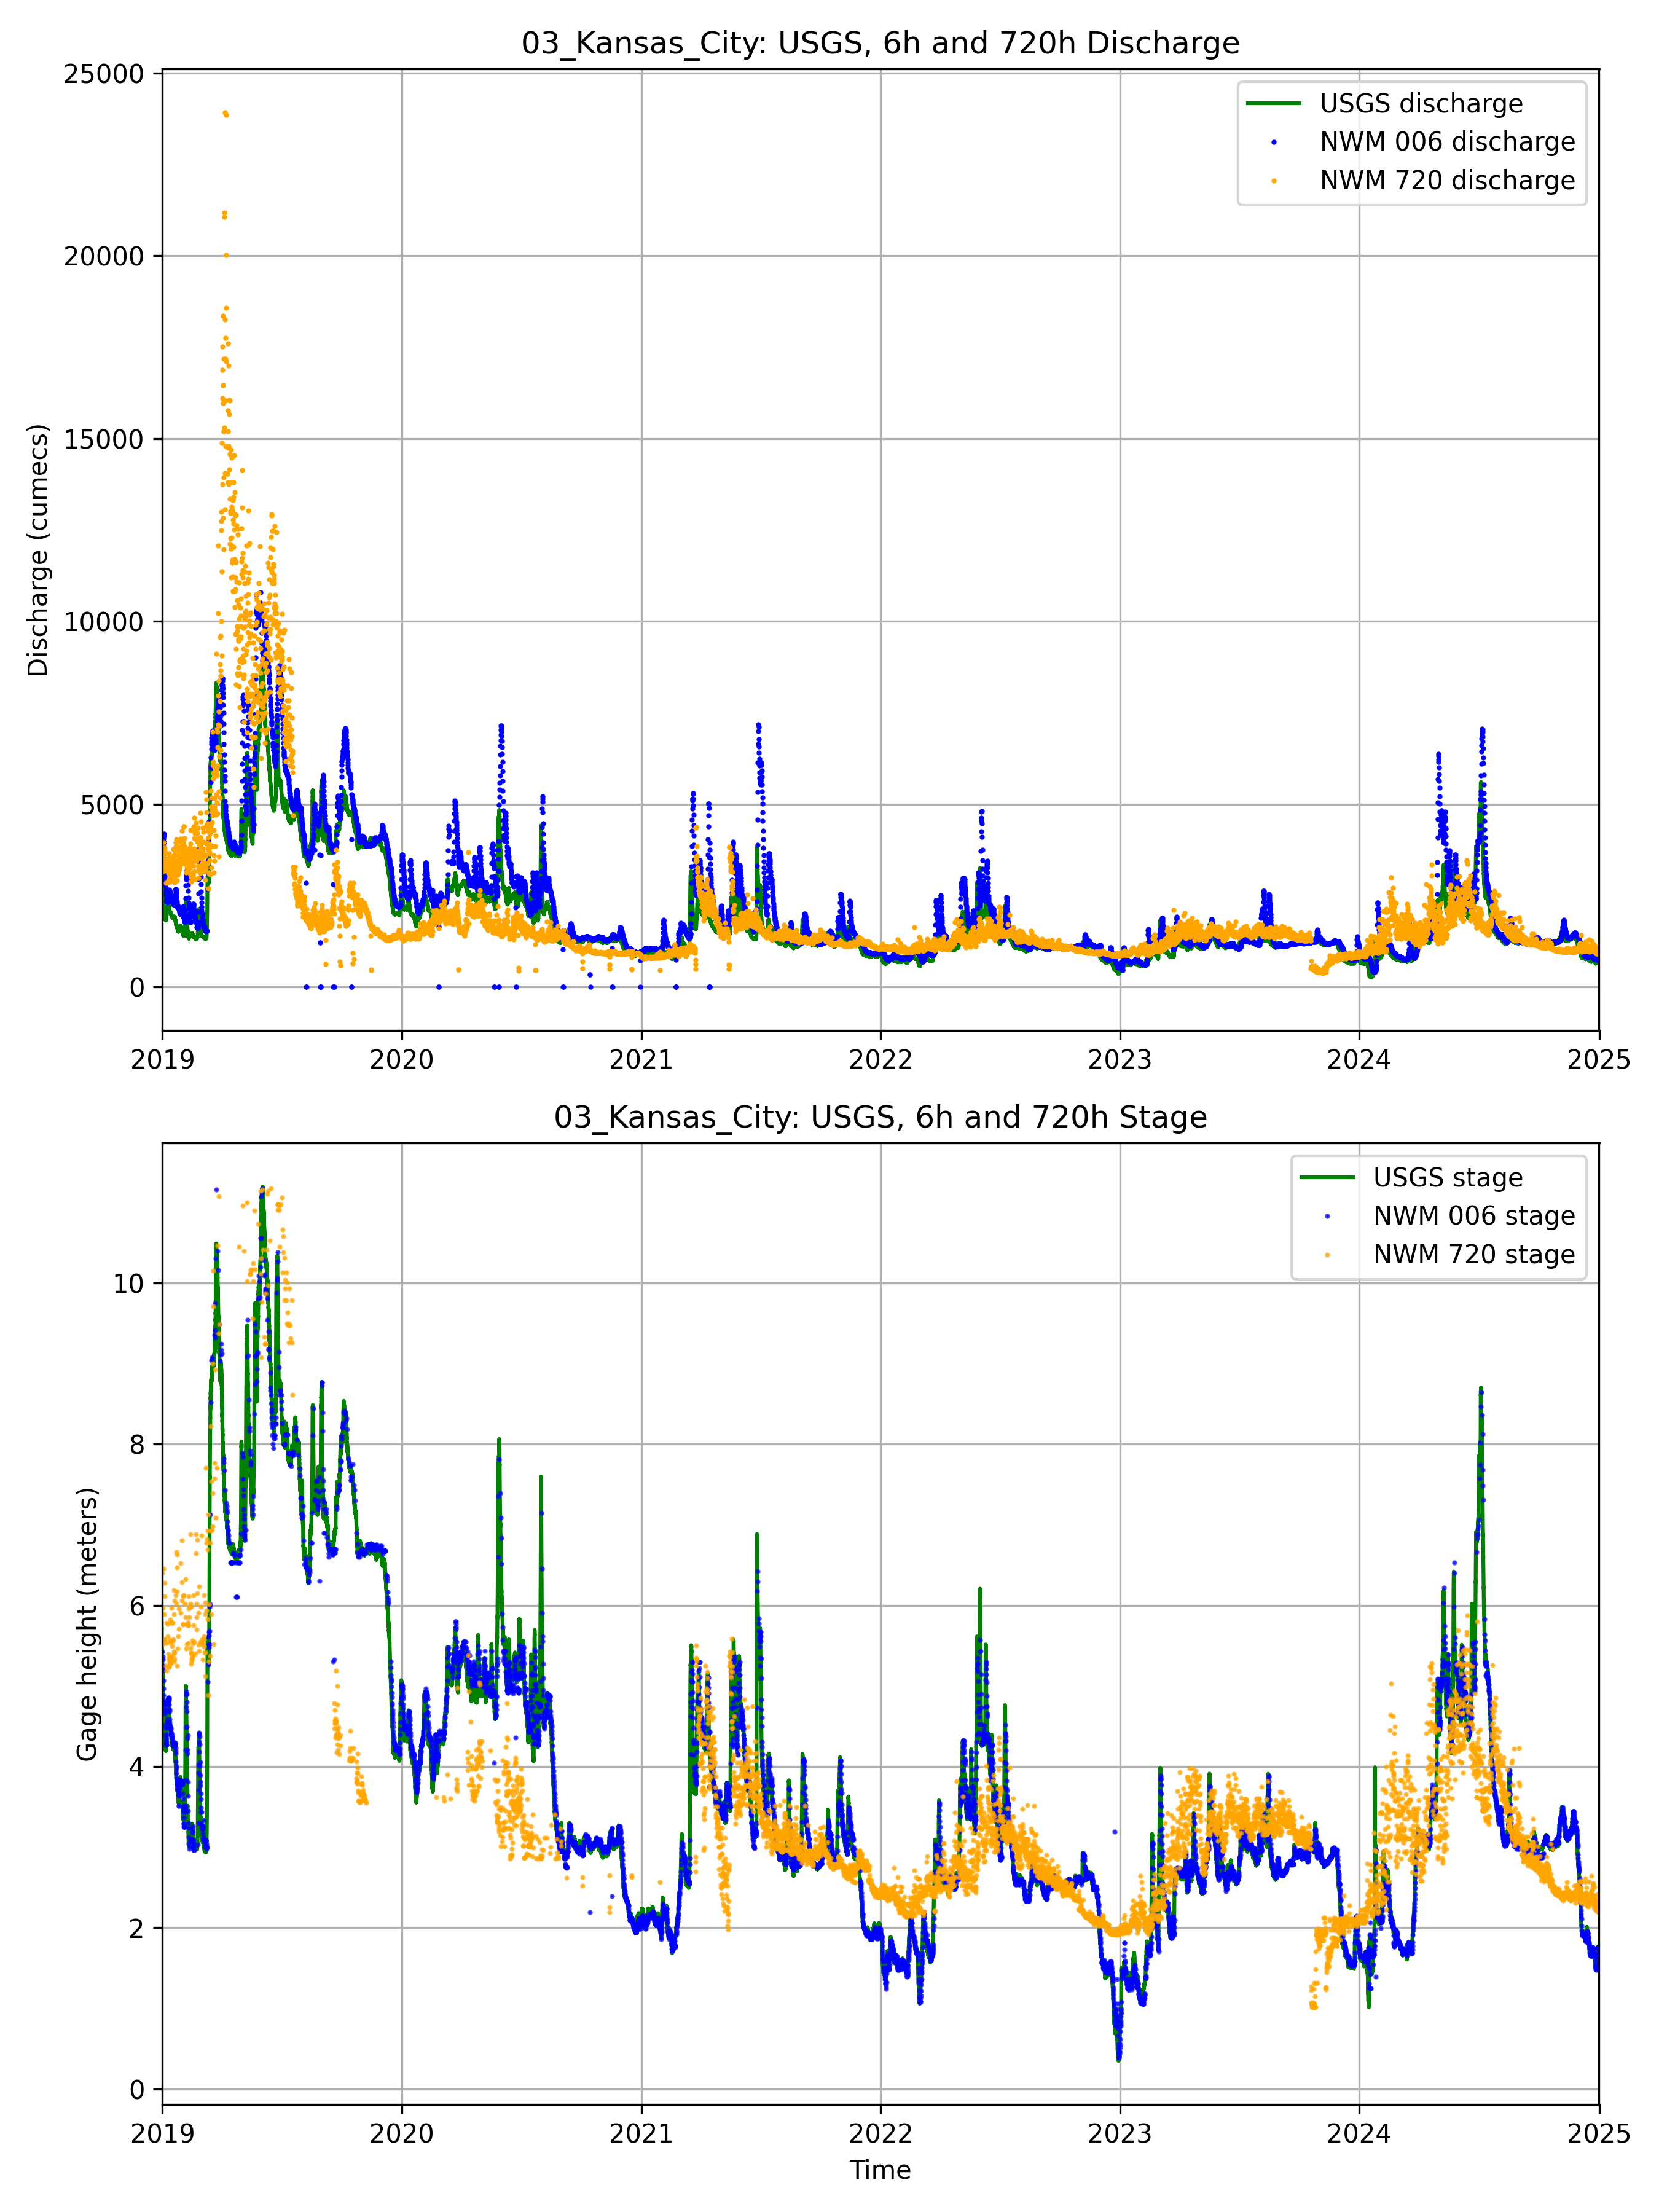 03_Kansas_City: USGS, 6h and 720h Discharge
25000
20000
15000
10000
5000
0
Discharge (cumecs)
USGS discharge
NWM 006 discharge
NWM 720 discharge
2019 2020 2021 2022 2023 2024 2025
03_Kansas_City: USGS, 6h and 720h Stage
10
8
6
4
2
0
Gage height (meters)
USGS stage
NWM 006 stage
NWM 720 stage
2019 2020 2021 2022 2023 2024 2025
Time